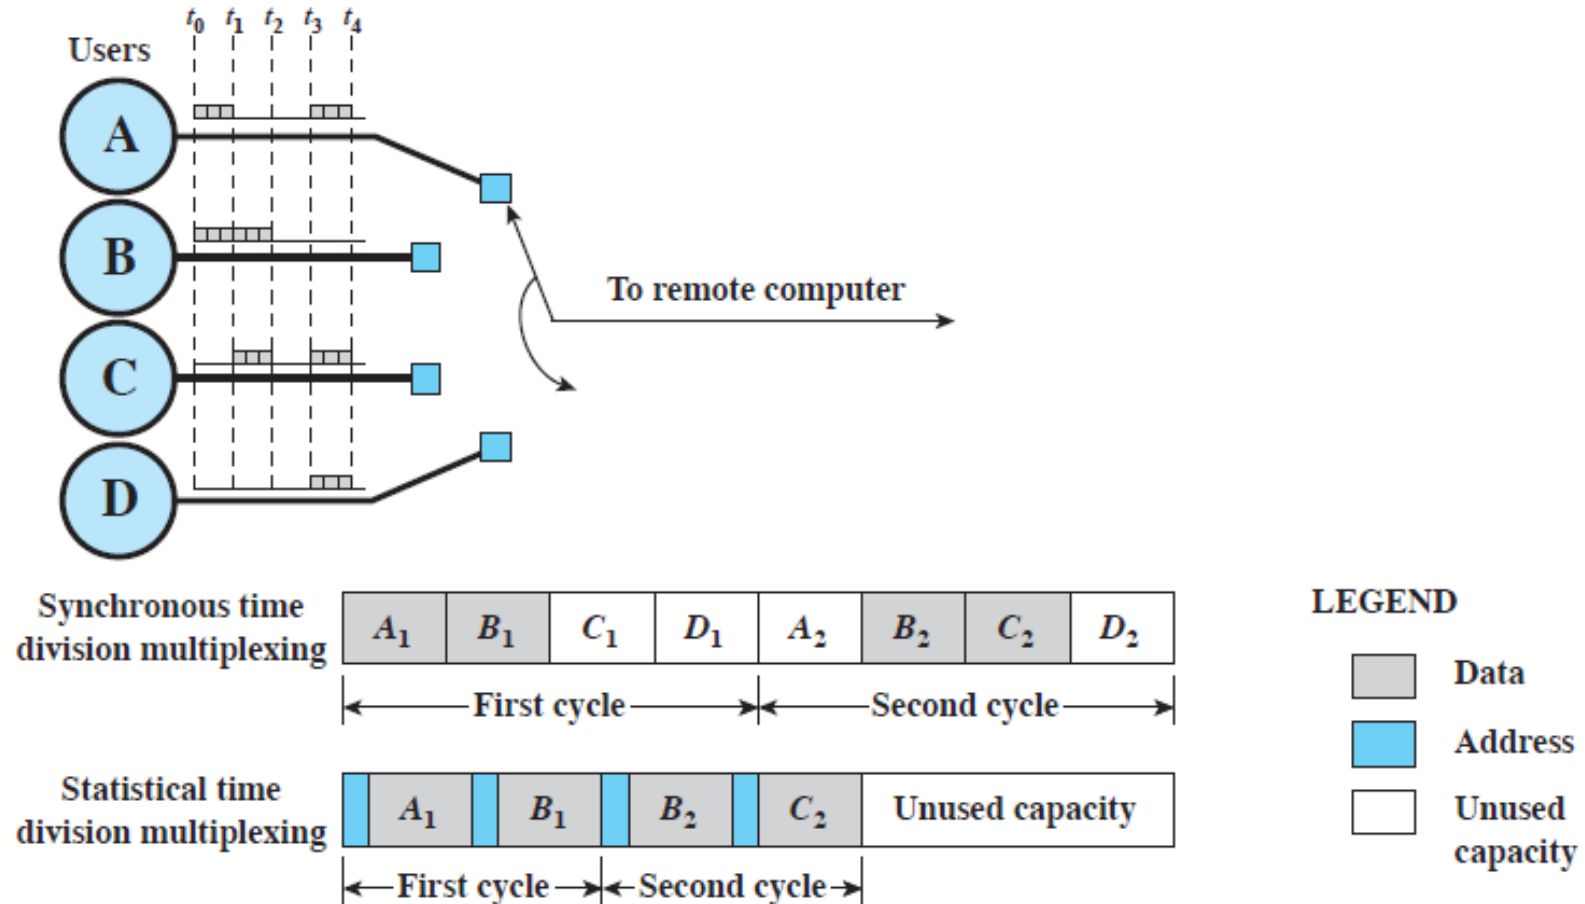 t0 t1 t2 t3 t4
Users
A
B
To remote computer
C
D
Synchronous time
division multiplexing
A1 B1 C1 D1 A2 B2 C2 D2
First cycle Second cycle
Statistical time
division multiplexing
A1 B1 B2 C2 Unused capacity
First cycle Second cycle
LEGEND
Data
Address
Unused
capacity